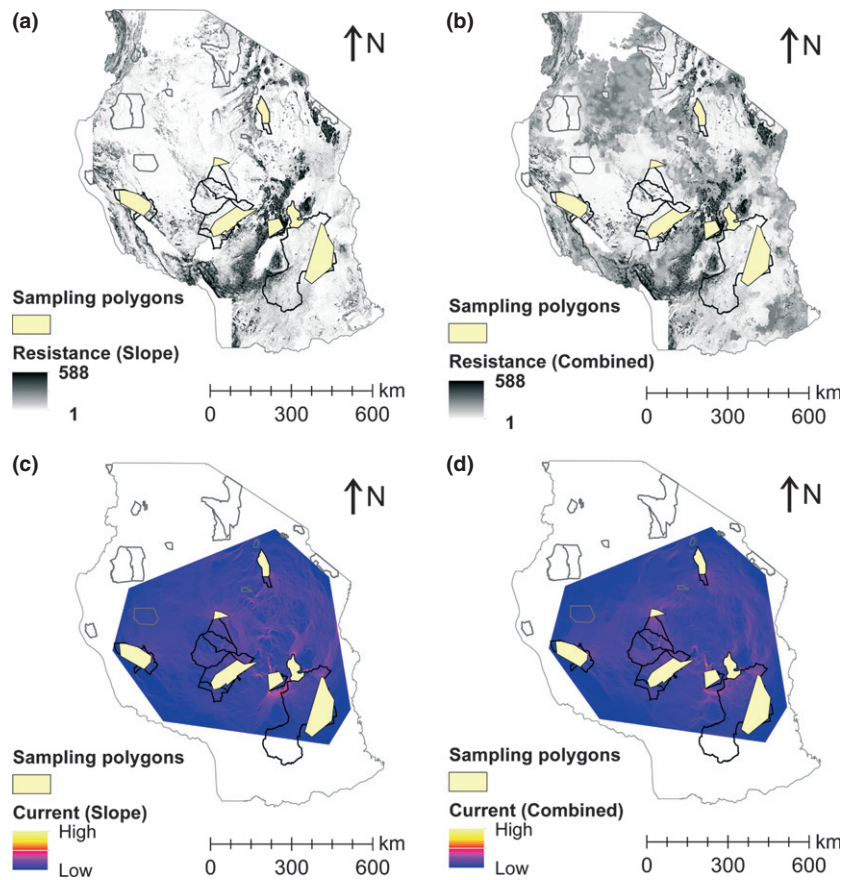 (a)
N
Sampling polygons
Resistance (Slope)
588
1
km
0 300 600
(b)
N
Sampling polygons
Resistance (Combined)
588
1
km
0 300 600
(c)
N
Sampling polygons
Current (Slope)
High
Low
km
0 300 600
(d)
N
Sampling polygons
Current (Combined)
High
Low
km
0 300 600